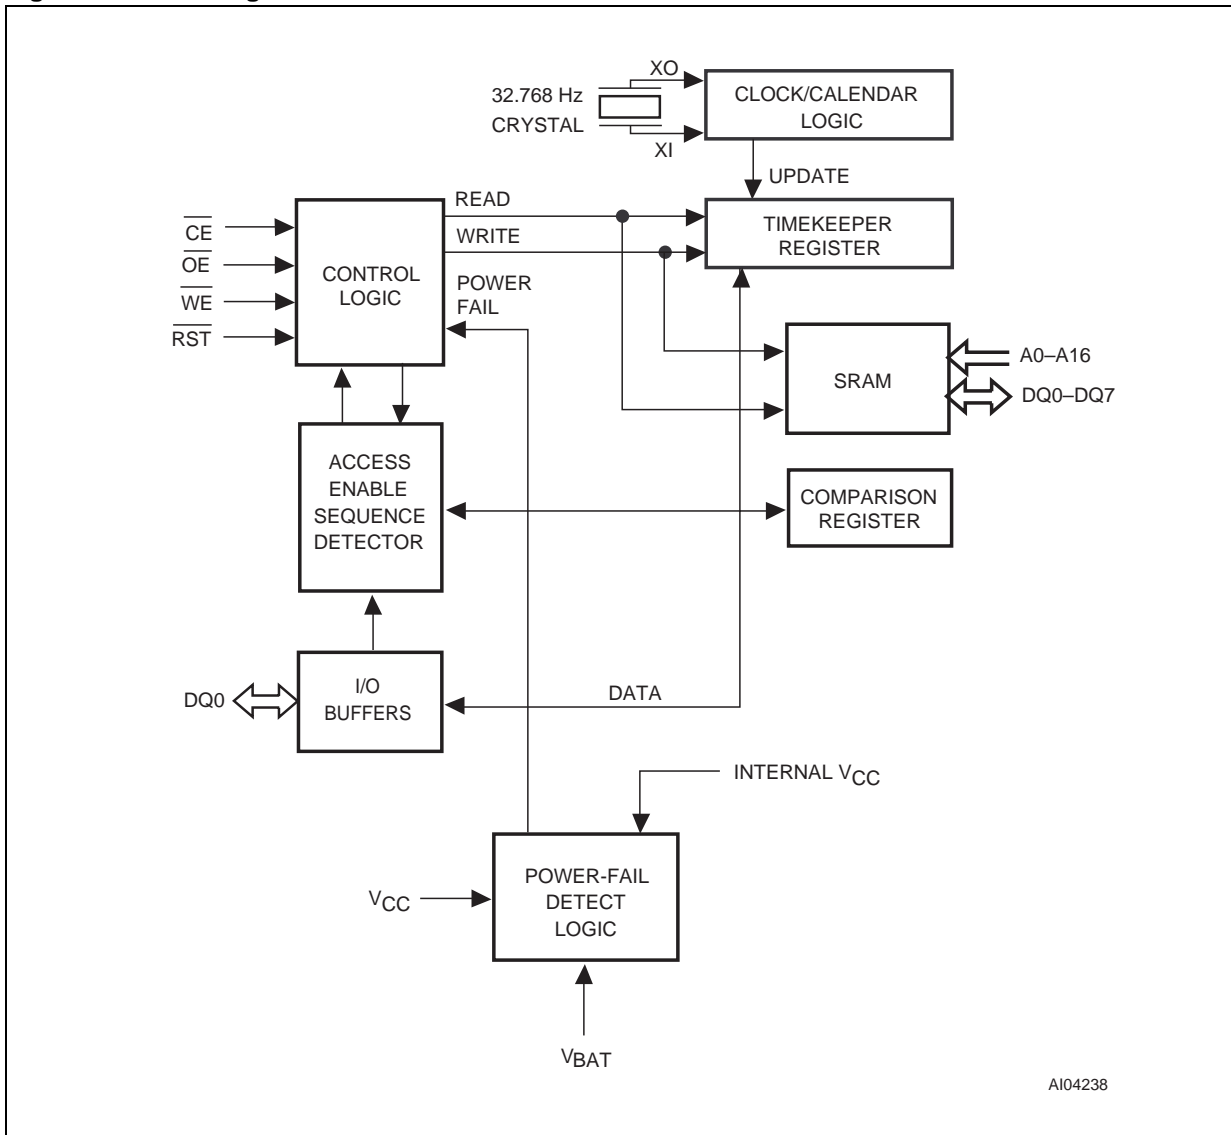 XO
32.768 Hz
CRYSTAL
XI
CLOCK/CALENDAR
LOGIC
UPDATE
READ
WRITE
POWER
FAIL
TIMEKEEPER
REGISTER
CE
OE
WE
RST
CONTROL
LOGIC
SRAM
A0–A16
DQ0–DQ7
ACCESS
ENABLE
SEQUENCE
DETECTOR
COMPARISON
REGISTER
DQ0
I/O
BUFFERS
DATA
INTERNAL VCC
VCC
POWER-FAIL
DETECT
LOGIC
VBAT
AI04238